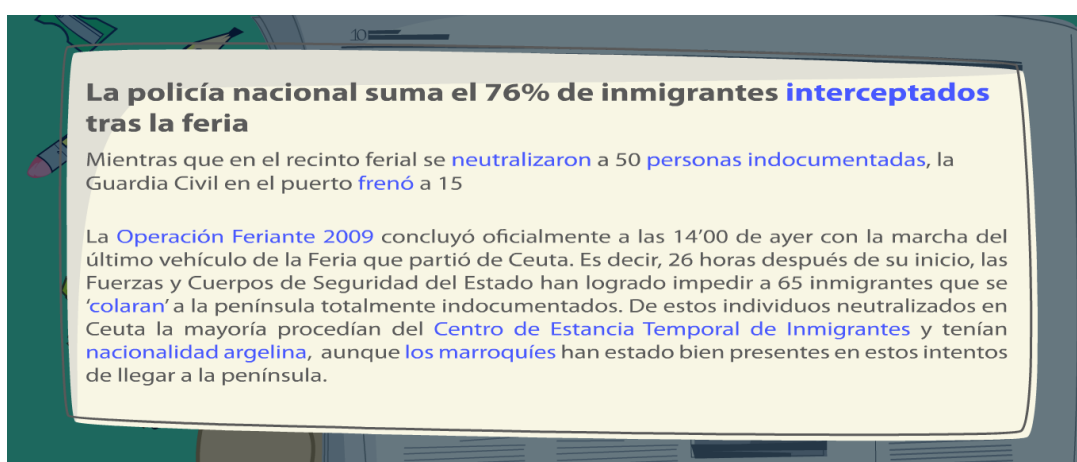 10
La policía nacional suma el 76% de inmigrantes interceptados
tras la feria
Mientras que en el recinto ferial se neutralizaron a 50 personas indocumentadas, la
Guardia Civil en el puerto frenó a 15
La Operación Feriante 2009 concluyó oficialmente a las 14’00 de ayer con la marcha del
último vehículo de la Feria que partió de Ceuta. Es decir, 26 horas después de su inicio, las
Fuerzas y Cuerpos de Seguridad del Estado han logrado impedir a 65 inmigrantes que se
‘colaran’ a la península totalmente indocumentados. De estos individuos neutralizados en
Ceuta la mayoría procedían del Centro de Estancia Temporal de Inmigrantes y tenían
nacionalidad argelina, aunque los marroquíes han estado bien presentes en estos intentos
de llegar a la península.